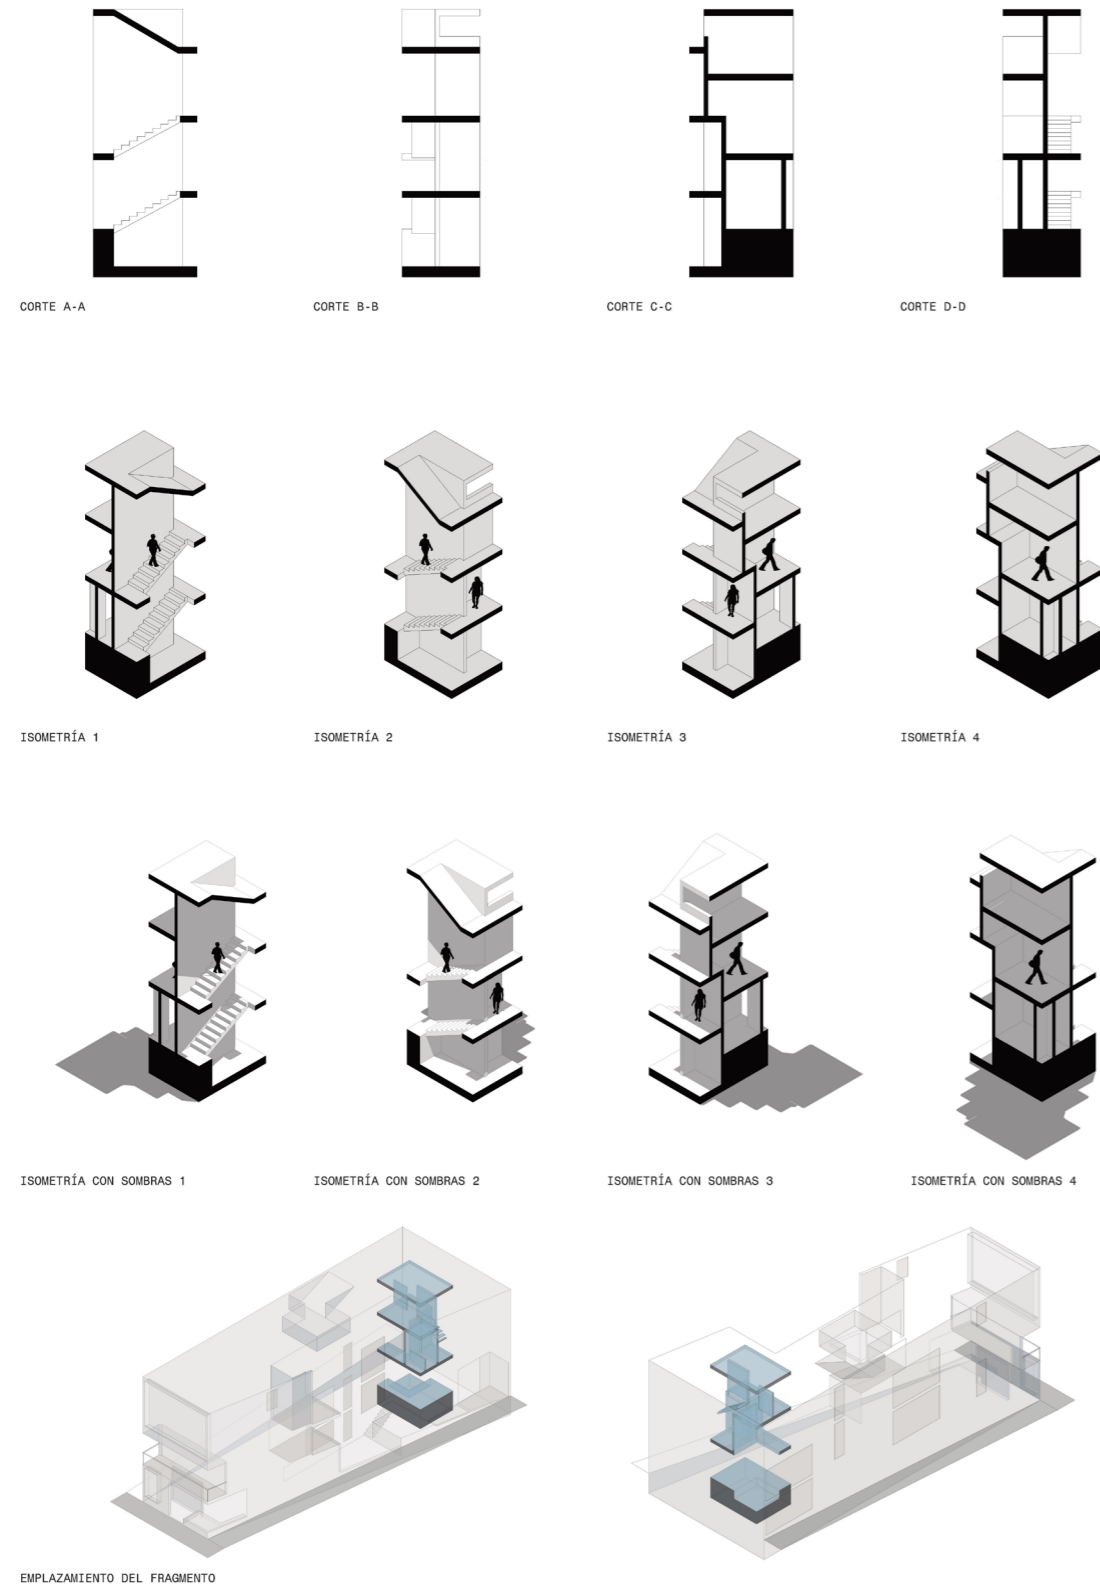 CORTE A-A
CORTE B-B
CORTE C-C
CORTE D-D
ISOMETRÍA 1
ISOMETRÍA 2
ISOMETRÍA 3
ISOMETRÍA 4
ISOMETRÍA CON SOMBRAS 1
ISOMETRÍA CON SOMBRAS 2
ISOMETRÍA CON SOMBRAS 3
ISOMETRÍA CON SOMBRAS 4
EMPLAZAMIENTO DEL FRAGMENTO